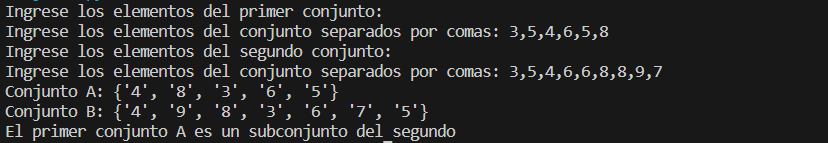 Ingrese los elementos del primer conjunto:
Ingrese los elementos del conjunto separados por comas: 3,5,4,6,5,8
Ingrese los elementos del segundo conjunto:
Ingrese los elementos del conjunto separados por comas: 3,5,4,6,6,8,8,9,7
Conjunto A: {'4', '8', '3', '6', '5'}
Conjunto B: {'4', '9', '8', '3', '6', '7', '5'}
El primer conjunto A es un subconjunto del segundo